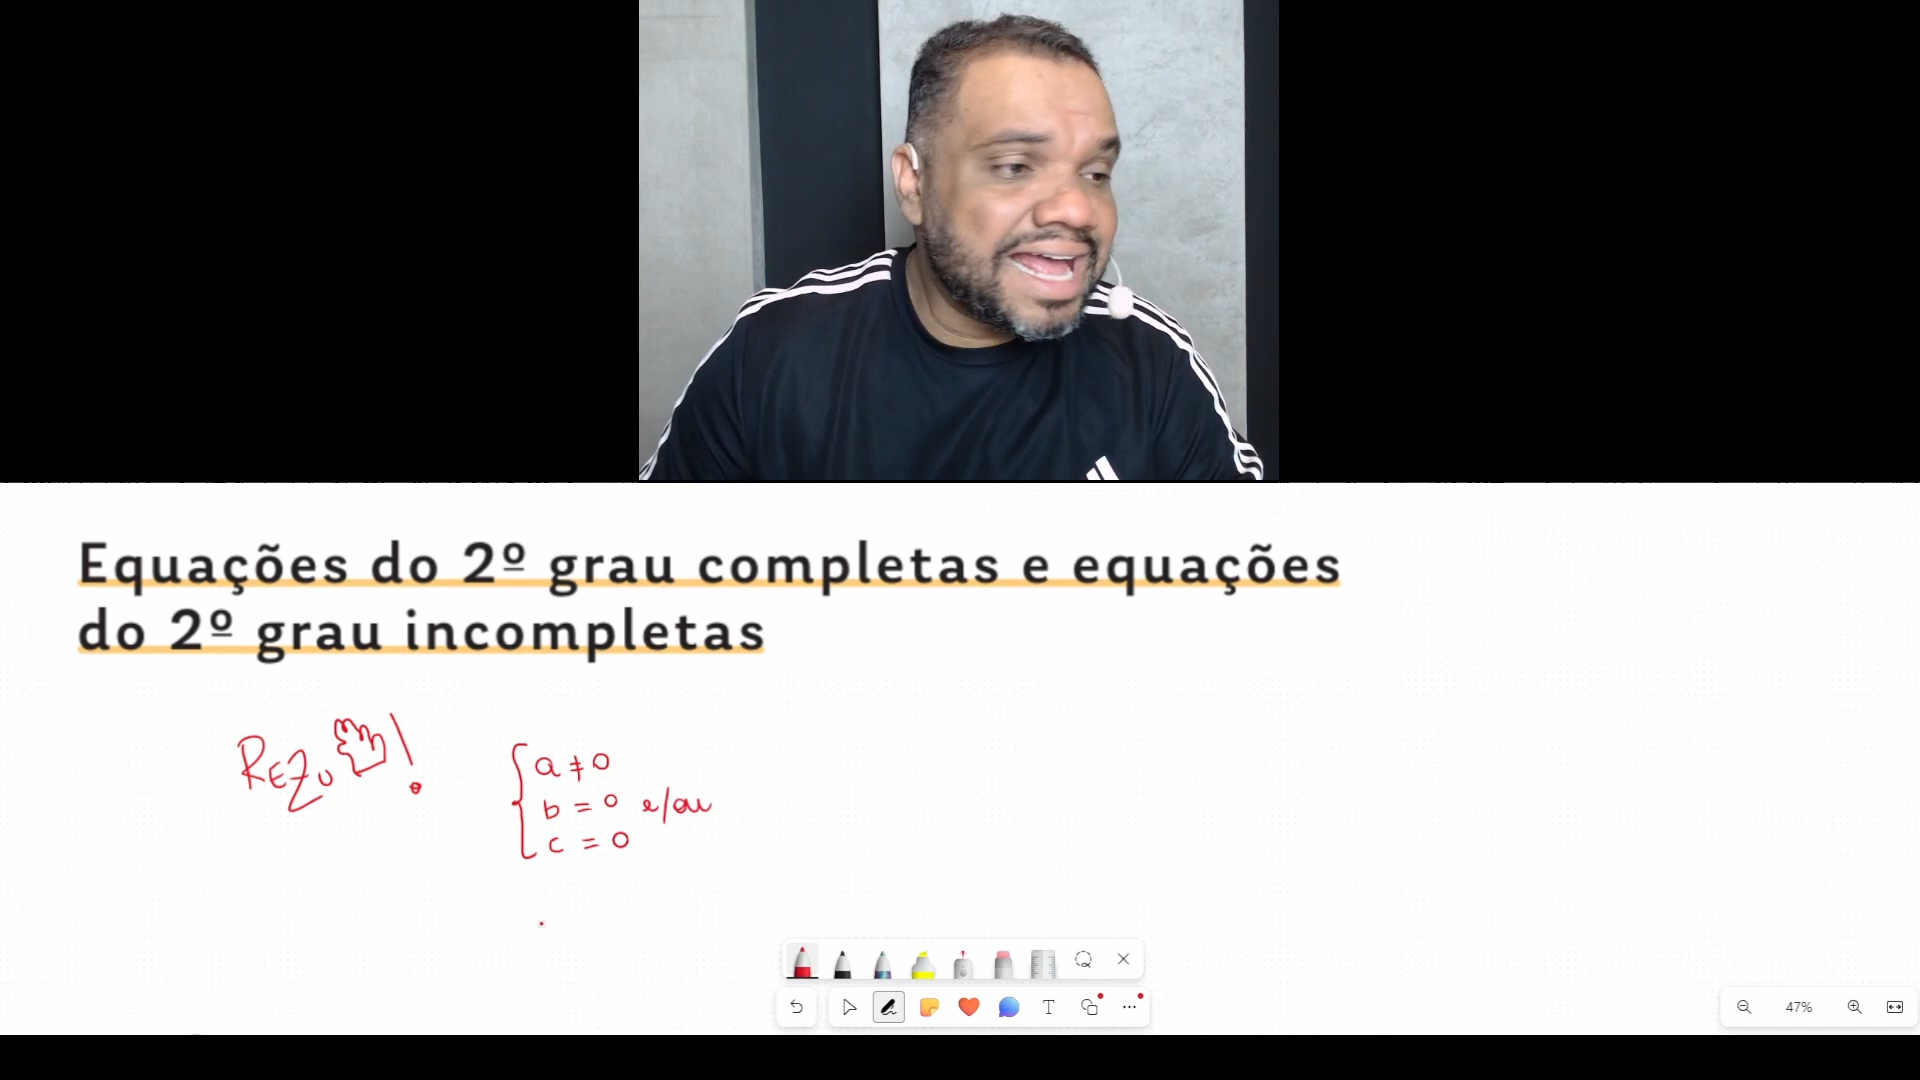 Equações do 2º grau completas e equações
do 2º grau incompletas
REZU !
a ≠ 0
b = 0 e/ou
c = 0
47%